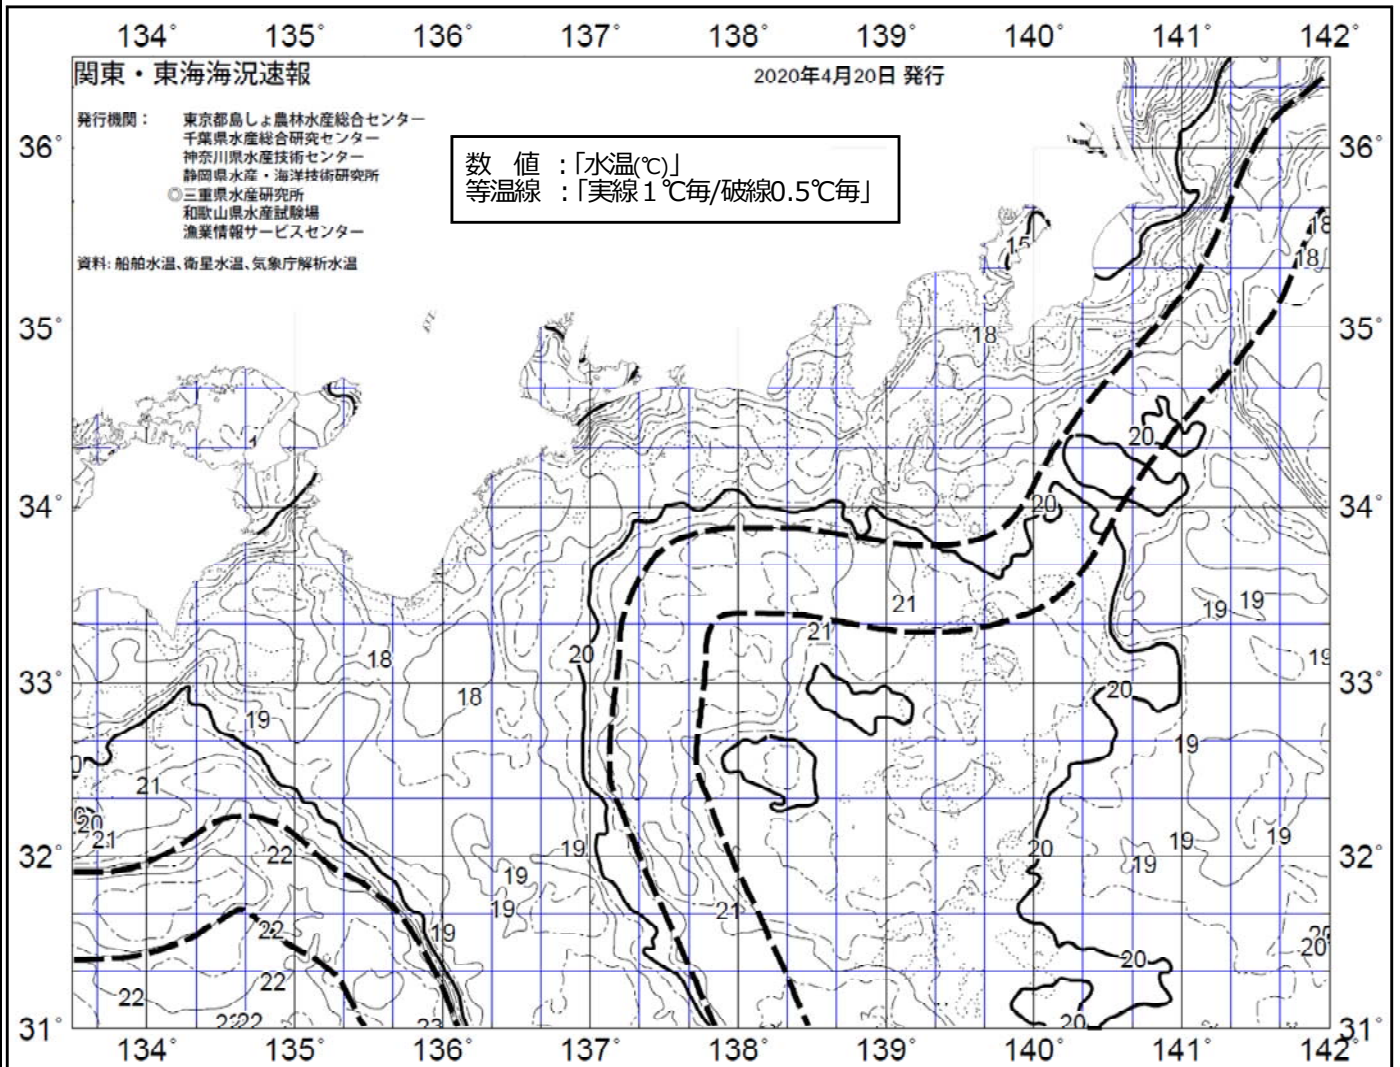 134° 135° 136° 137° 138° 139° 140° 141° 142°
関東・東海海況速報
2020年4月20日 発行
発行機関： 東京都島しょ農林水産総合センター
千葉県水産総合研究センター
神奈川県水産技術センター
静岡県水産・海洋技術研究所
◎三重県水産研究所
和歌山県水産試験場
漁業情報サービスセンター
資料: 船舶水温、衛星水温、気象庁解析水温
数 値 ：「水温(℃)」
等温線 ：「実線１℃毎/破線0.5℃毎」
36° 36°
15
18
18
35° 18 35°
20
34° 20 34°
21 19 19
21
18 20 19
33° 18 20 33°
19
19
21
20
21 19 19
32° 22 19 20 19 32°
19
19 21
22 19
20
20
22
22
31° 20 31°
134° 135° 136° 137° 138° 139° 140° 141° 142°